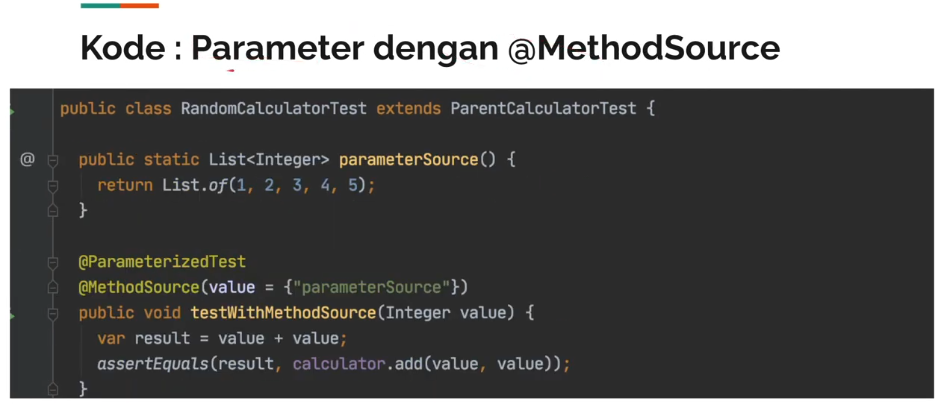 Kode : Parameter dengan @MethodSource
public class RandomCalculatorTest extends ParentCalculatorTest {
@ public static List<Integer> parameterSource() {
return List.of(1, 2, 3, 4, 5);
}
@ParameterizedTest
@MethodSource(value = {"parameterSource"})
public void testWithMethodSource(Integer value) {
var result = value + value;
assertEquals(result, calculator.add(value, value));
}